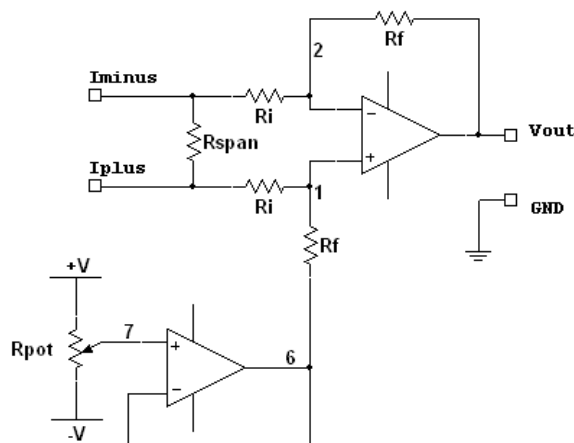 Rf
2
Iminus
Ri
Rspan
Vout
Iplus
Ri
1
GND
Rf
+V
7
Rpot
6
-V